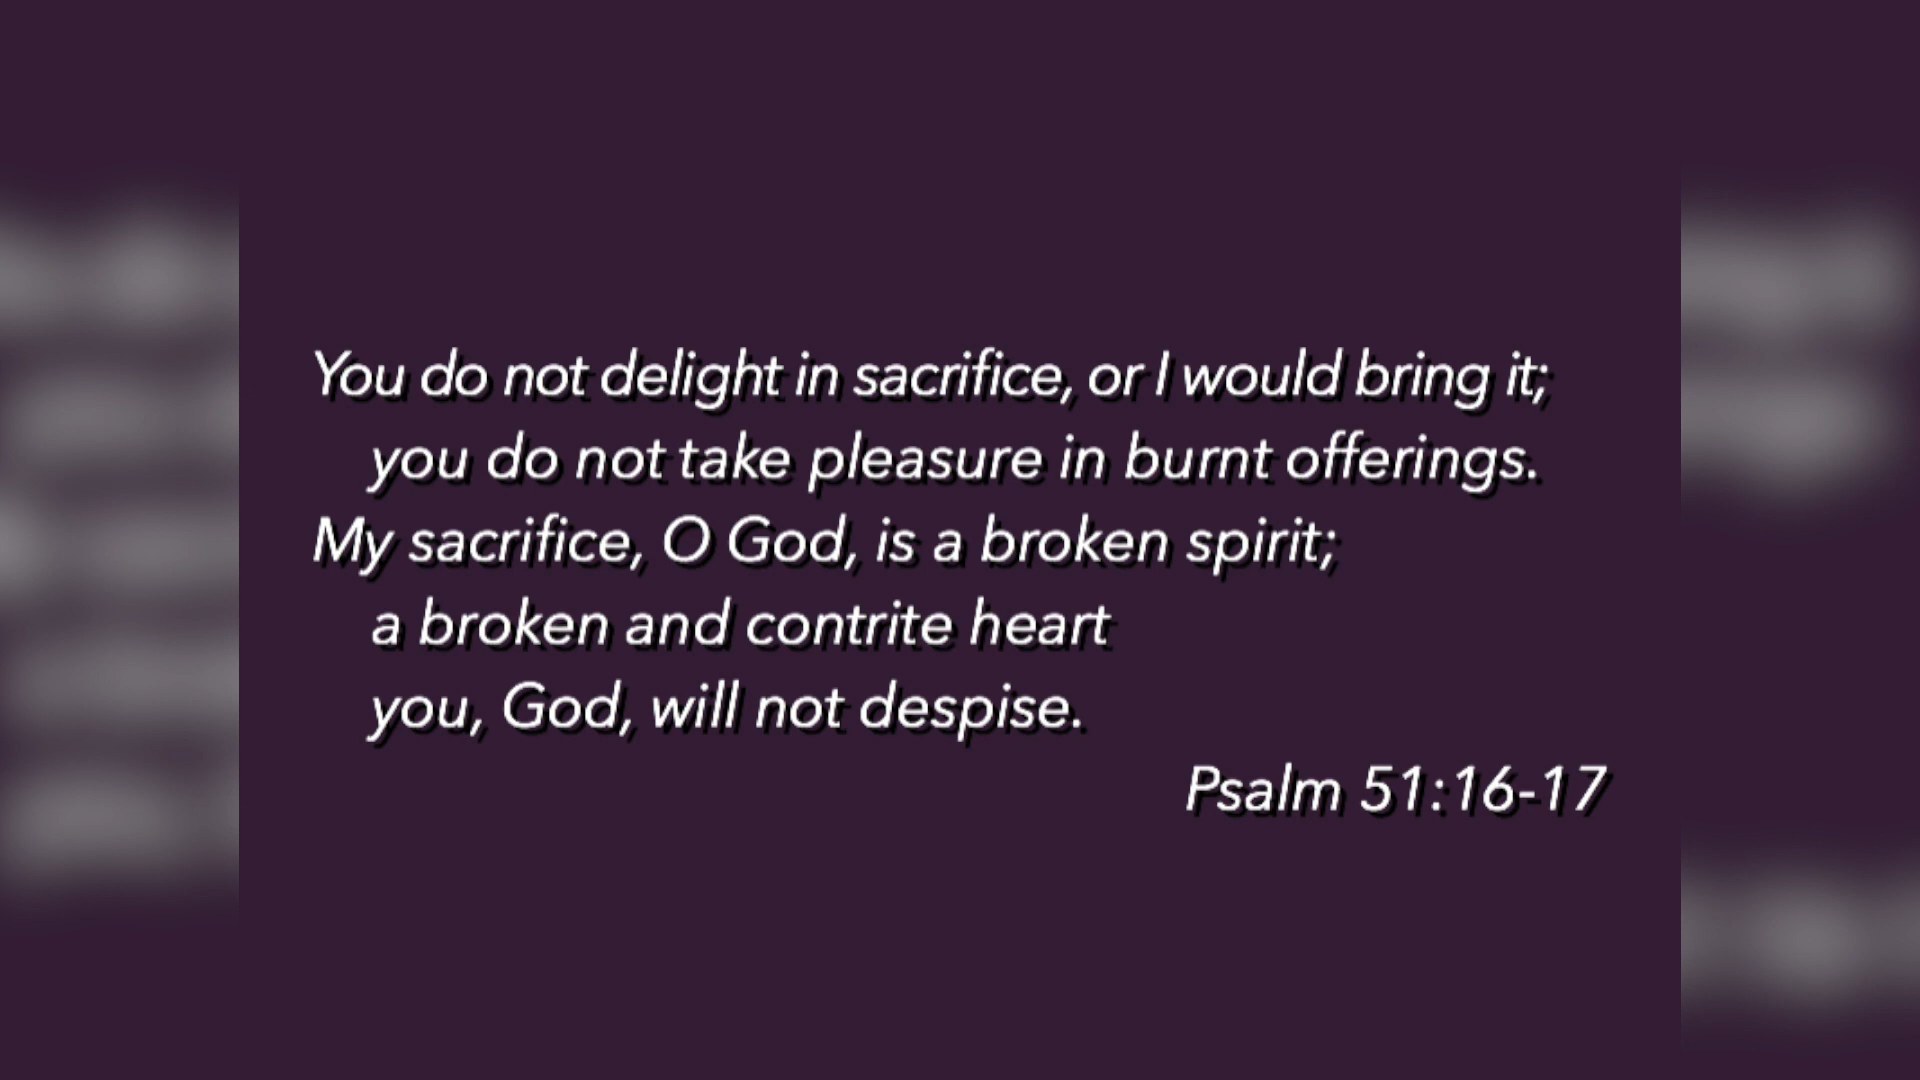 You do not delight in sacrifice, or I would bring it;
you do not take pleasure in burnt offerings.
My sacrifice, O God, is a broken spirit;
a broken and contrite heart
you, God, will not despise.
Psalm 51:16-17